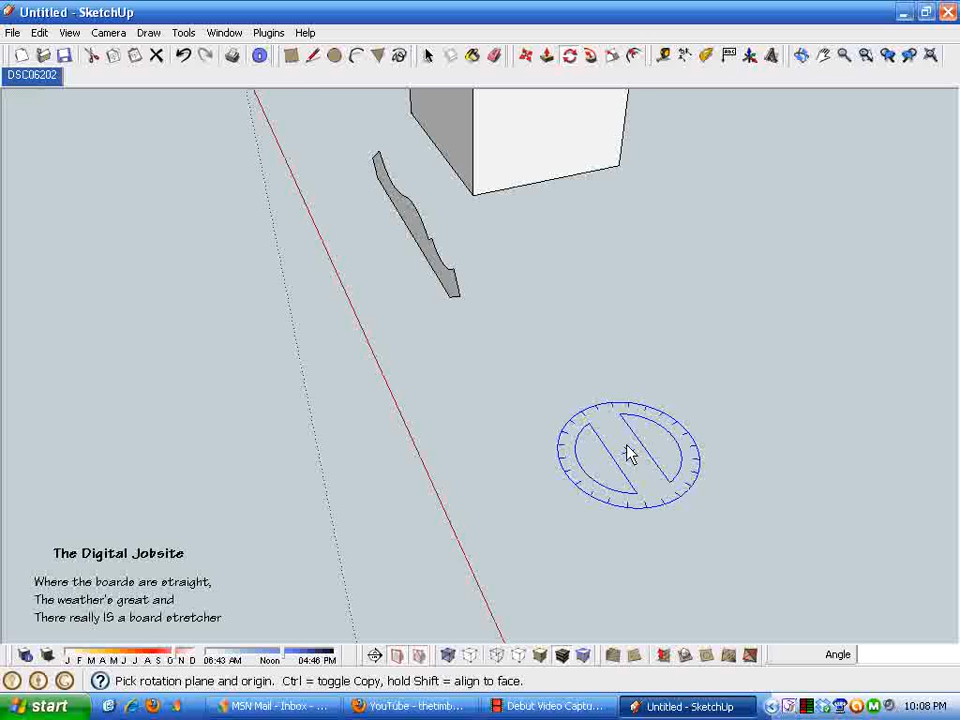 Untitled - SketchUp
File Edit View Camera Draw Tools Window Plugins Help
DSC06202
The Digital Jobsite
Where the boards are straight,
The weather's great and
There really IS a board stretcher
J F M A M J J A S O N D 06:43 AM Noon 04:46 PM Angle
Pick rotation plane and origin. Ctrl = toggle Copy, hold Shift = align to face.
start MSN Mail - Inbox - ... YouTube - thetimb... Debut Video Captu... Untitled - SketchUp 10:08 PM